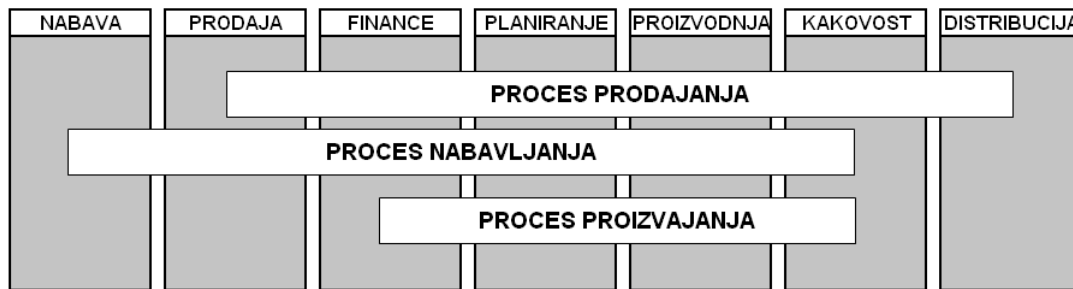 NABAVA
PRODAJA
FINANCE
PLANIRANJE
PROIZVODNJA
KAKOVOST
DISTRIBUCIJA
PROCES PRODAJANJA
PROCES NABAVLJANJA
PROCES PROIZVAJANJA